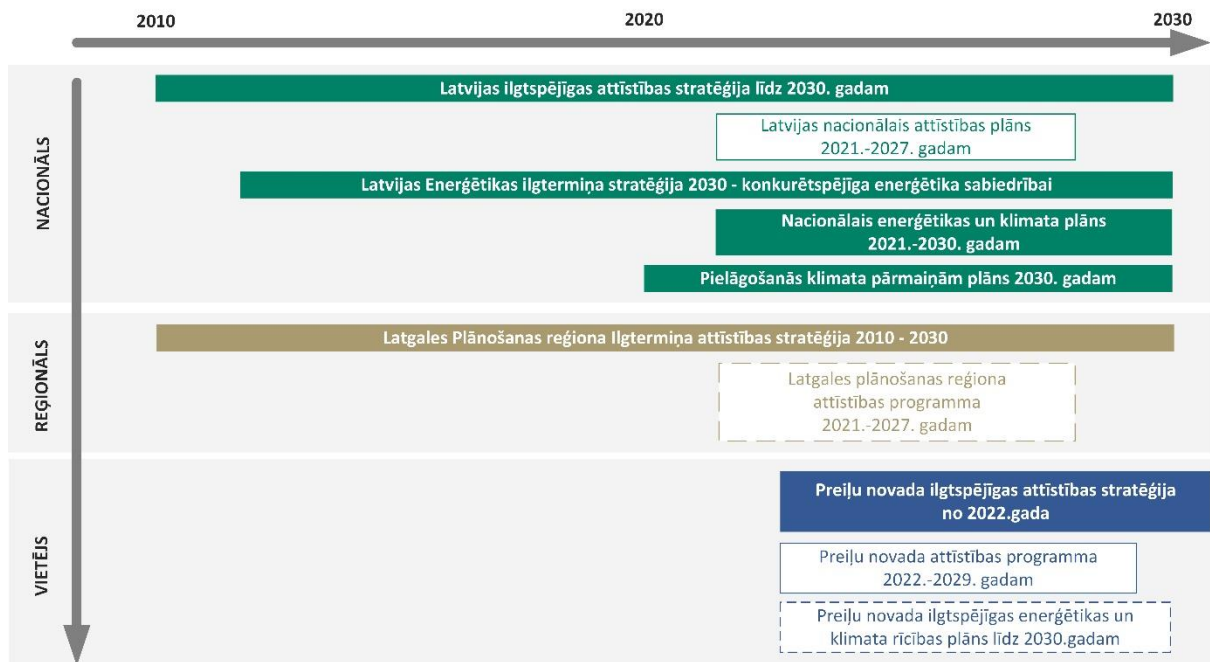 2010
2020
2030
NACIONĀLS
Latvijas ilgtspējīgas attīstības stratēģija līdz 2030. gadam
Latvijas nacionālais attīstības plāns
2021.-2027. gadam
Latvijas Enerģētikas ilgtermiņa stratēģija 2030 - konkurētspējīga enerģētika sabiedrībai
Nacionālais enerģētikas un klimata plāns
2021.-2030. gadam
Pielāgošanās klimata pārmaiņām plāns 2030. gadam
REĢIONĀLS
Latgales Plānošanas reģiona Ilgtermiņa attīstības stratēģija 2010 - 2030
Latgales plānošanas reģiona
attīstības programma
2021.-2027. gadam
VIETĒJS
Preiļu novada ilgtspējīgas attīstības stratēģija
no 2022.gada
Preiļu novada attīstības programma
2022.-2029. gadam
Preiļu novada ilgtspējīgas enerģētikas un
klimata rīcības plāns līdz 2030.gadam